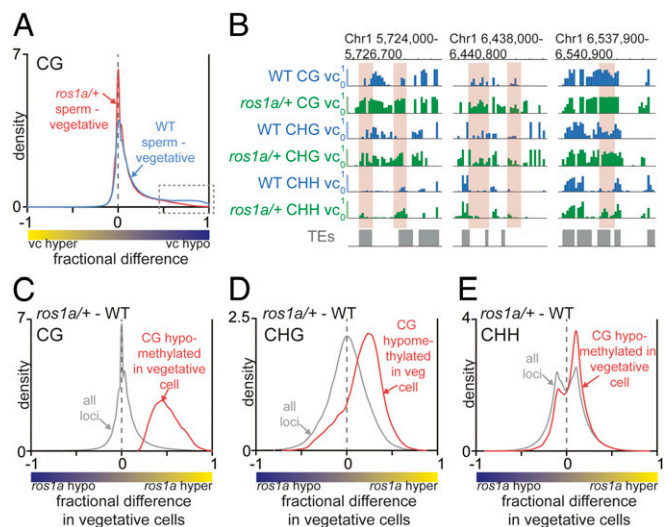 A
CG
7
ros1a/+
sperm -
vegetative
WT
sperm -
vegetative
density
0
-1
0
1
vc hyper
vc hypo
fractional difference
B
Chr1 5,724,000-
5,726,700
Chr1 6,438,000-
6,440,800
Chr1 6,537,900-
6,540,900
WT CG vc 1 0
ros1a/+ CG vc 1 0
WT CHG vc 1 0
ros1a/+ CHG vc 1 0
WT CHH vc 1 0
ros1a/+ CHH vc 1 0
TEs
C
ros1a/+ - WT
7
CG
CG hypo-
methylated
in vegetative
cell
all
loci
density
0
-1
0
1
ros1a hypo
ros1a hyper
fractional difference
in vegetative cells
D
ros1a/+ - WT
2.5
CHG
CG
hypome-
thylated
in veg
cell
all
loci
density
0
-1
0
1
ros1a hypo
ros1a hyper
fractional difference
in vegetative cells
E
ros1a/+ - WT
4
CHH
CG hypo-
methylated in
vegetative
cell
all
loci
density
0
-1
0
1
ros1a hypo
ros1a hyper
fractional difference
in vegetative cells